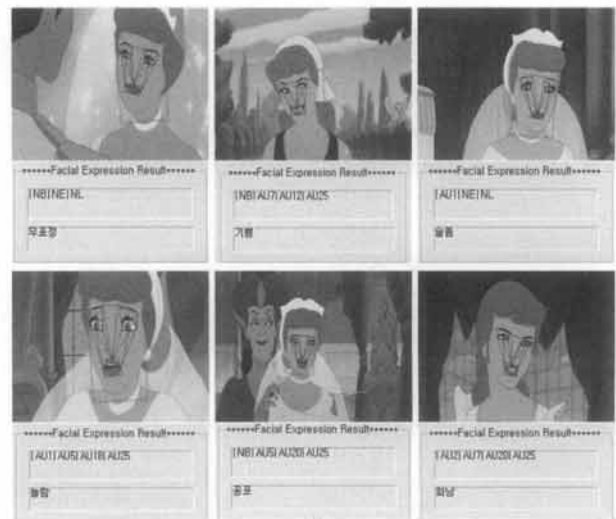 ******Facial Expression Result******
|NB|NE|NL
무표정
******Facial Expression Result******
|NB|AU7|AU12|AU25
기쁨
******Facial Expression Result******
|AU1|NE|NL
슬픔
******Facial Expression Result******
|AU1|AU5|AU18|AU25
놀람
******Facial Expression Result******
|NB|AU5|AU20|AU25
공포
******Facial Expression Result******
|AU2|AU7|AU20|AU25
화남